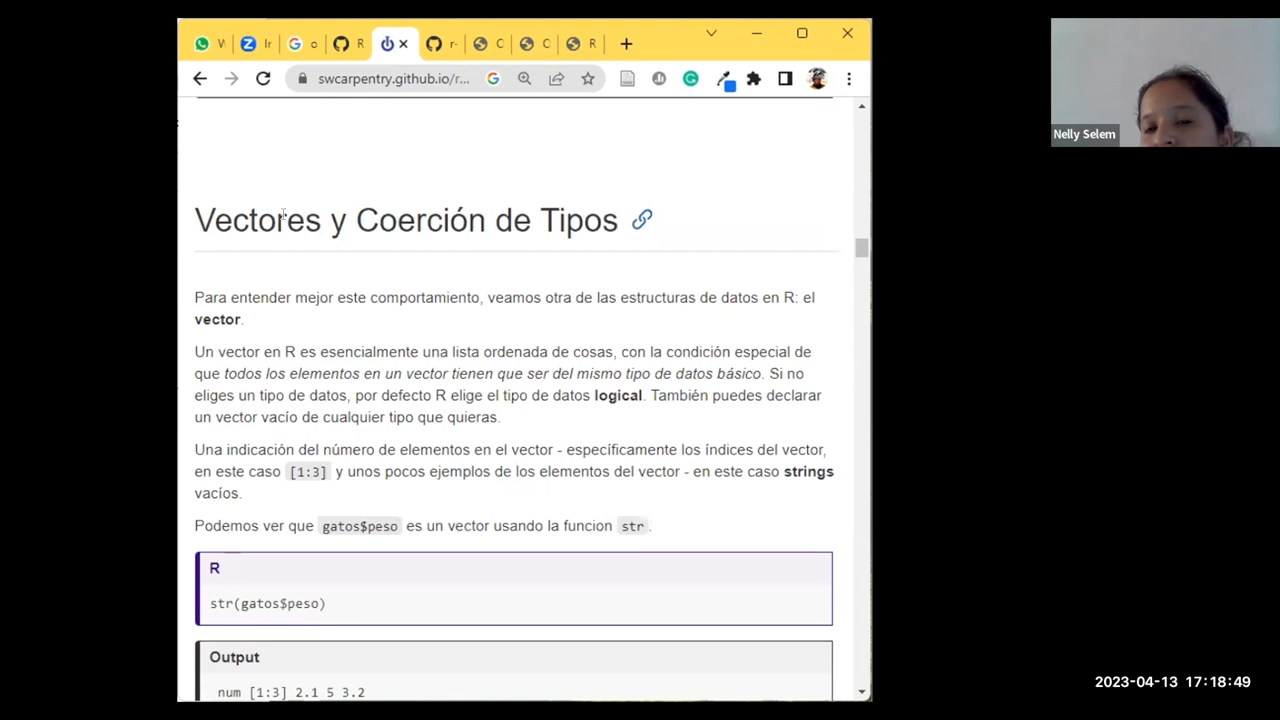 swcarpentry.github.io/r...
Nelly Selem
Vectores y Coerción de Tipos
Para entender mejor este comportamiento, veamos otra de las estructuras de datos en R: el
vector.
Un vector en R es esencialmente una lista ordenada de cosas, con la condición especial de
que todos los elementos en un vector tienen que ser del mismo tipo de datos básico. Si no
eliges un tipo de datos, por defecto R elige el tipo de datos logical. También puedes declarar
un vector vacío de cualquier tipo que quieras.
Una indicación del número de elementos en el vector - específicamente los índices del vector,
en este caso [1:3] y unos pocos ejemplos de los elementos del vector - en este caso strings
vacíos.
Podemos ver que gatos$peso es un vector usando la funcion str.
R
str(gatos$peso)
Output
num [1:3] 2.1 5 3.2
2023-04-13 17:18:49